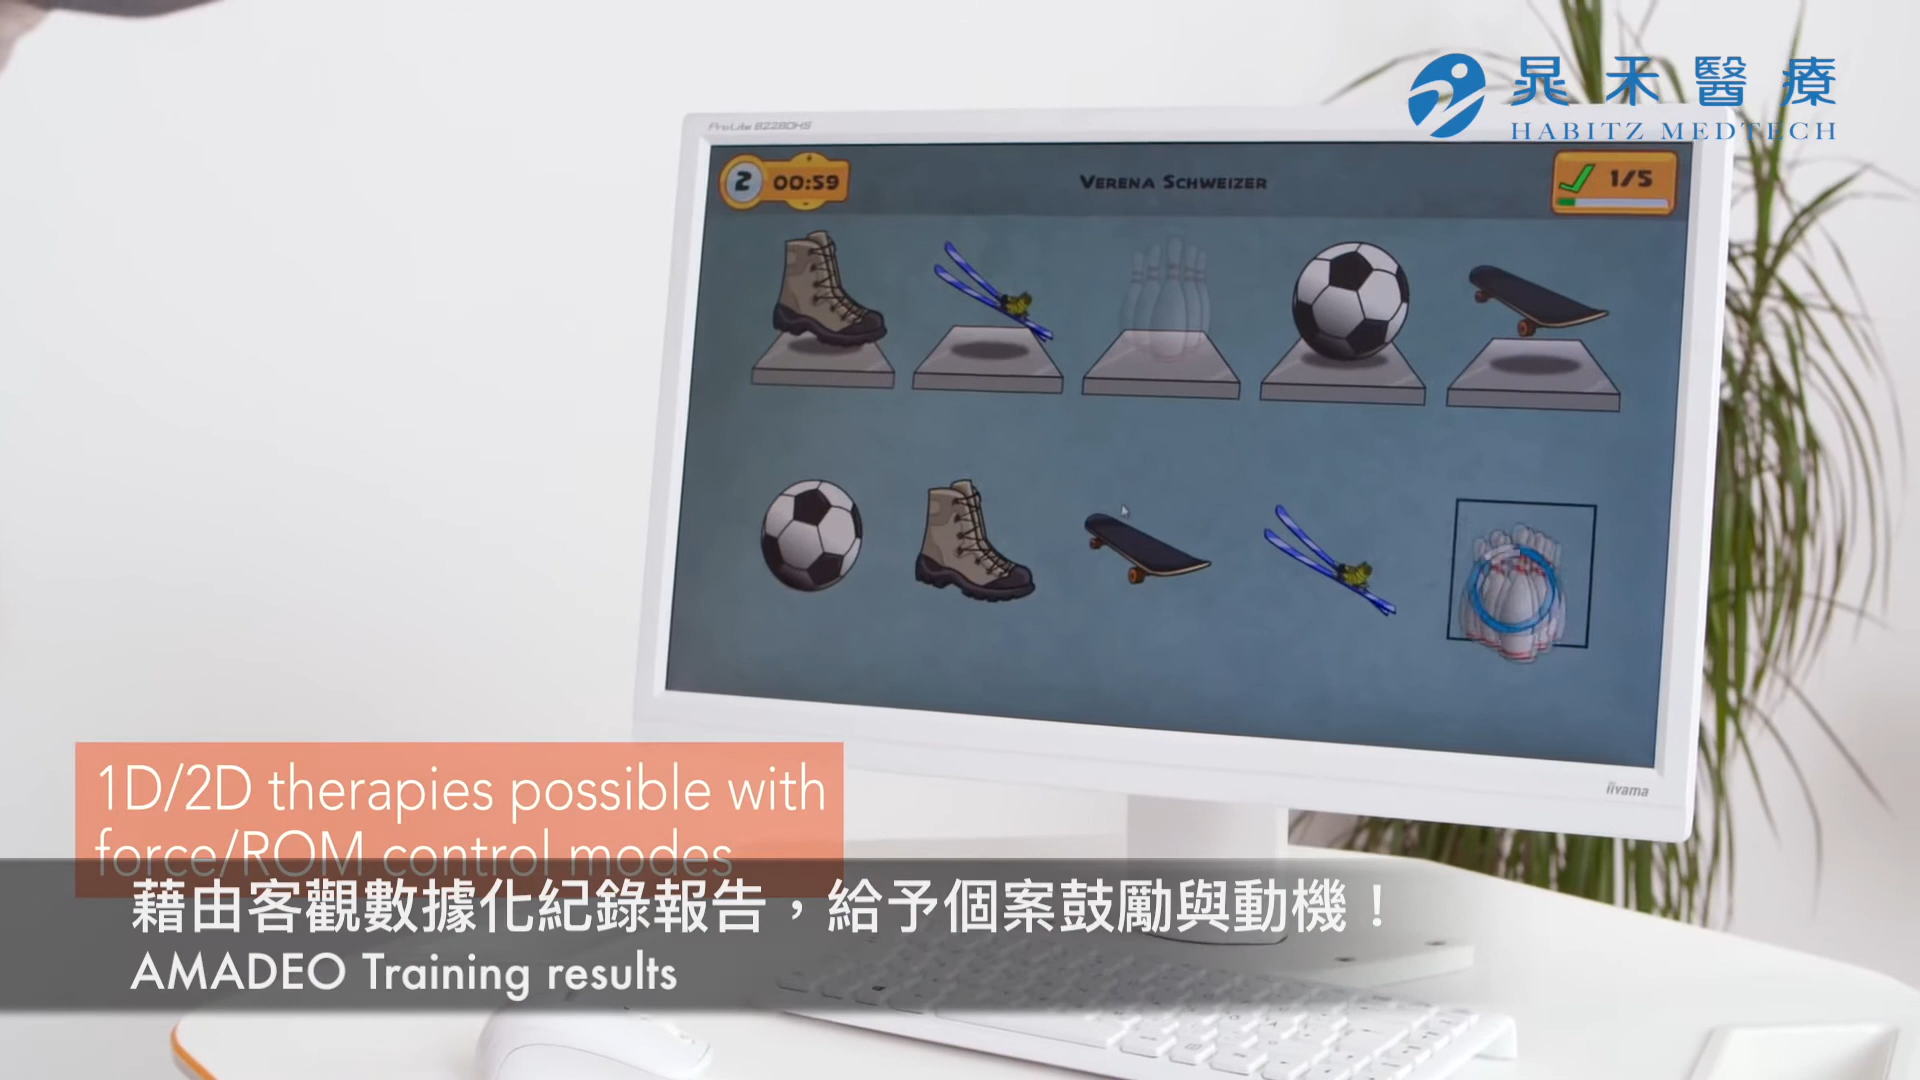 晁禾醫療
HABITZ MEDTECH
ProLite B2280HS
2 00:59
VERENA SCHWEIZER
1/5
iiyama
1D/2D therapies possible with
force/ROM control modes
藉由客觀數據化紀錄報告，給予個案鼓勵與動機！
AMADEO Training results